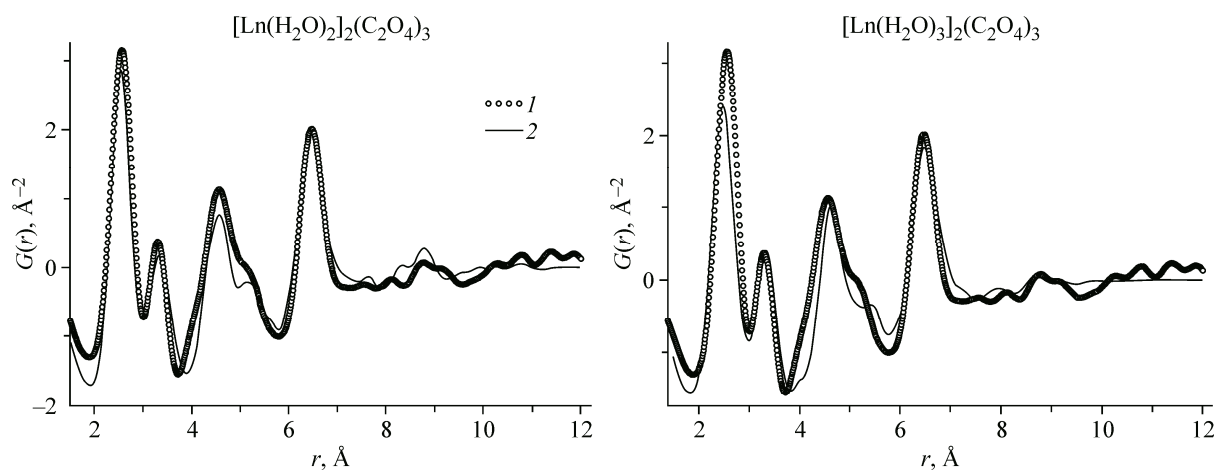 [Ln(H₂O)₂]₂(C₂O₄)₃
G(r), Å⁻²
2
0
−2
1
2
2 4 6 8 10 12
r, Å
[Ln(H₂O)₃]₂(C₂O₄)₃
G(r), Å⁻²
2
0
2 4 6 8 10 12
r, Å